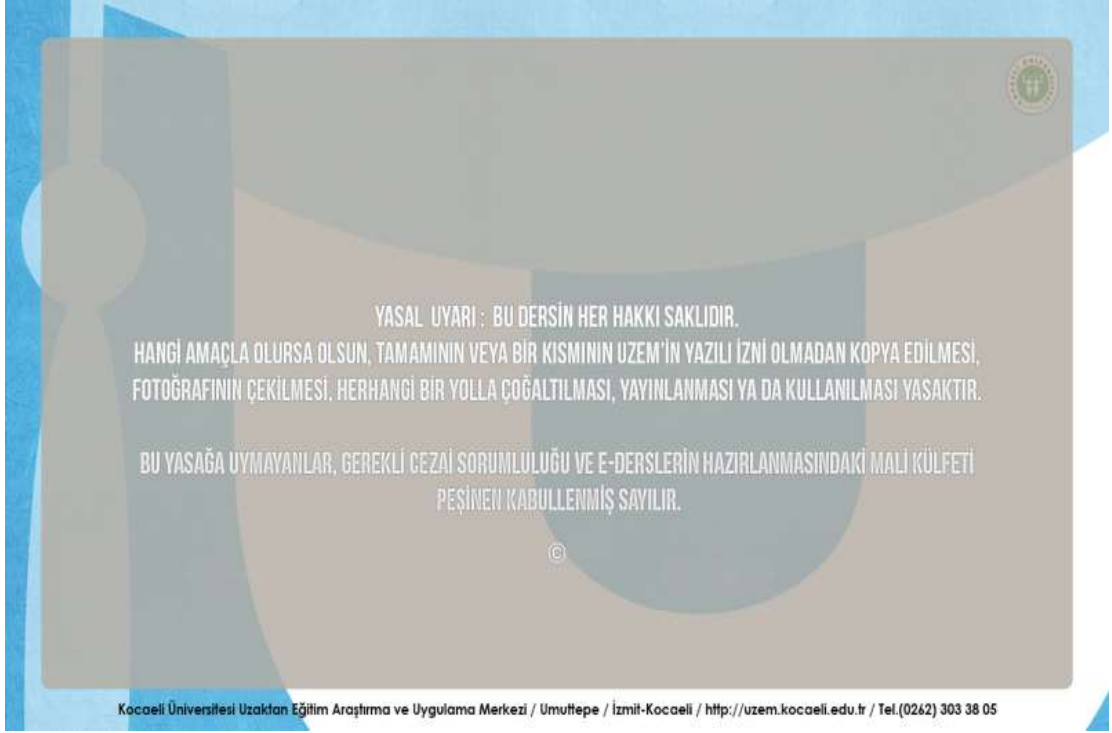 YASAL UYARI : BU DERSİN HER HAKKI SAKLIDIR.
HANGİ AMAÇLA OLURSA OLSUN, TAMAMININ VEYA BİR KISMININ UZEM'İN YAZILI İZNİ OLMADAN KOPYA EDİLMESİ,
FOTOĞRAFININ ÇEKİLMESİ, HERHANGİ BİR YOLLA ÇOĞALTILMASI, YAYINLANMASI YA DA KULLANILMASI YASAKTIR.
BU YASAĞA UYMAYANLAR, GEREKLİ CEZAİ SORUMLULUĞU VE E-DERSLERİN HAZIRLANMASINDAKİ MALİ KÜLFETİ
PEŞİNEN KABULLENMİŞ SAYILIR.
©
Kocaeli Üniversitesi Uzaktan Eğitim Araştırma ve Uygulama Merkezi / Umuttepe / İzmit-Kocaeli / http://uzem.kocaeli.edu.tr / Tel.(0262) 303 38 05